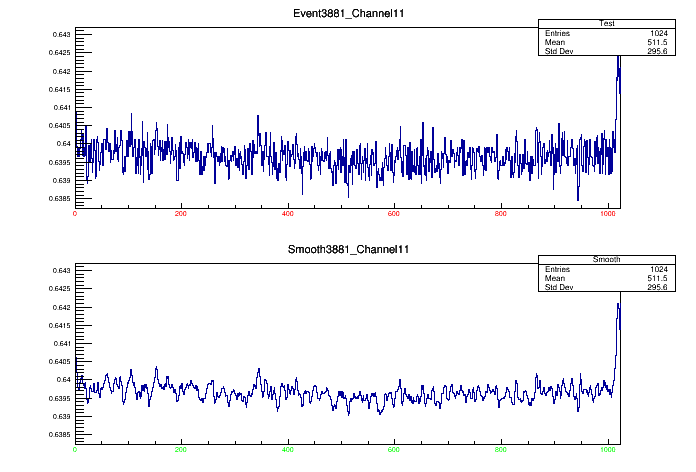 Event3881_Channel11
Test
Entries 1024
Mean 511.5
Std Dev 295.6
0.643
0.6425
0.642
0.6415
0.641
0.6405
0.64
0.6395
0.639
0.6385
0 200 400 600 800 1000
Smooth3881_Channel11
Smooth
Entries 1024
Mean 511.5
Std Dev 295.6
0.643
0.6425
0.642
0.6415
0.641
0.6405
0.64
0.6395
0.639
0.6385
0 200 400 600 800 1000